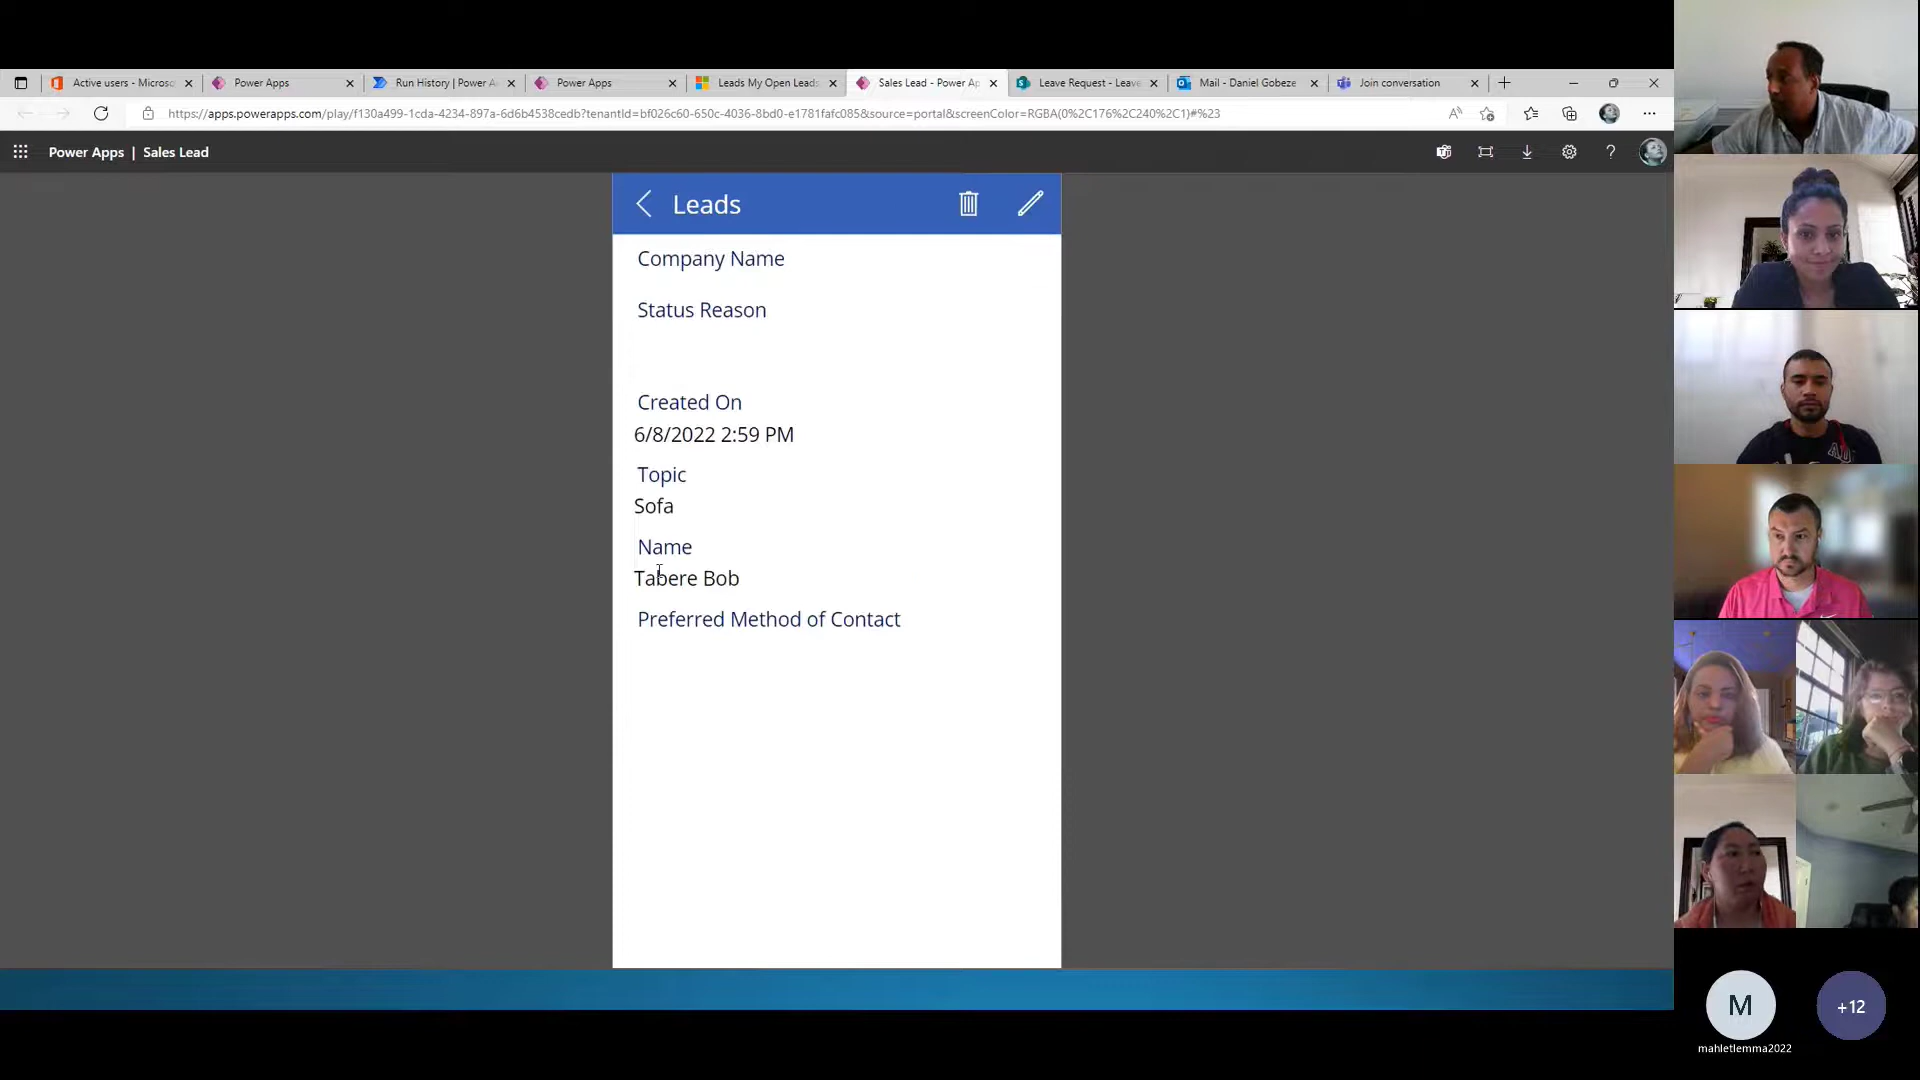 Active users - Microso
Power Apps
Run History | Power A
Power Apps
Leads My Open Leads
Sales Lead - Power Ap
Leave Request - Leave
Mail - Daniel Gobeze
Join conversation
https://apps.powerapps.com/play/f130a499-1cda-4234-897a-6d6b4538cedb?tenantId=bf026c60-650c-4036-8bd0-e1781fafc085&source=portal&screenColor=RGBA(0%2C176%2C240%2C1)#%23
Power Apps | Sales Lead
Leads
Company Name
Status Reason
Created On
6/8/2022 2:59 PM
Topic
Sofa
Name
Tabere Bob
Preferred Method of Contact
M
+12
mahletlemma2022